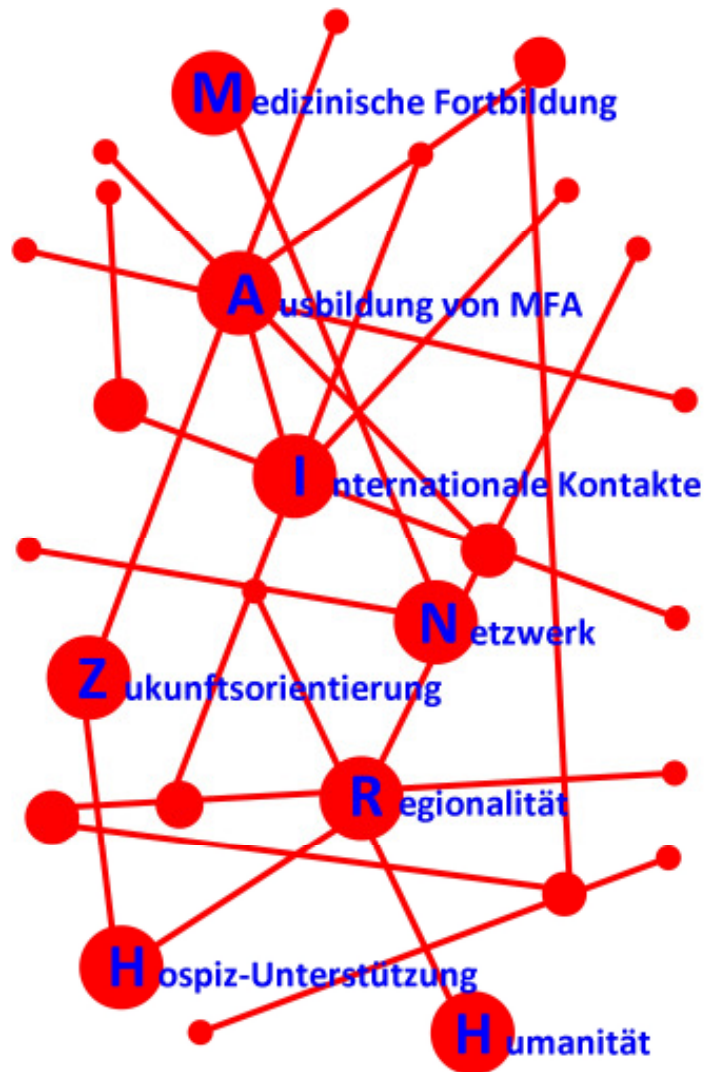 Medizinische Fortbildung
Ausbildung von MFA
Internationale Kontakte
Netzwerk
Zukunftsorientierung
Regionalität
Hospiz-Unterstützung
Humanität